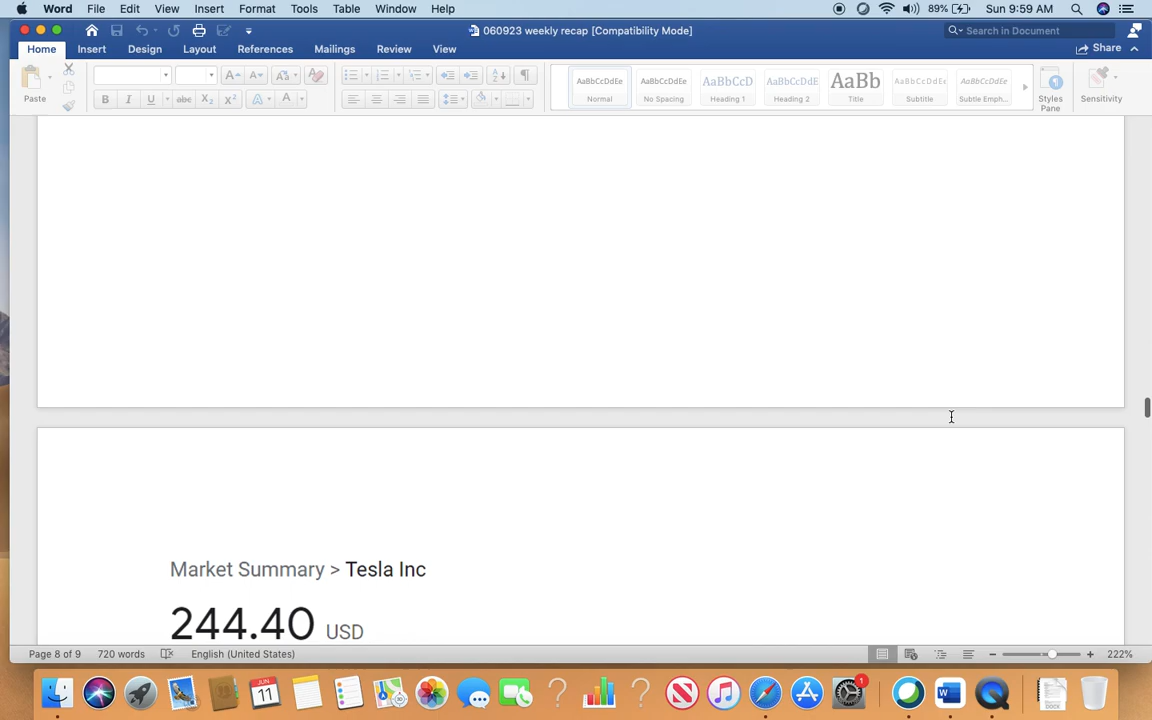 Word File Edit View Insert Format Tools Table Window Help 89% Sun 9:59 AM
060923 weekly recap [Compatibility Mode] Search in Document
Home Insert Design Layout References Mailings Review View Share
Paste
AaBbCcDdEe AaBbCcDdEe AaBbCcD AaBbCcDdE AaBb AaBbCcDdEe AaBbCcDdEe
Normal No Spacing Heading 1 Heading 2 Title Subtitle Subtle Emph... Styles Pane Sensitivity
Market Summary > Tesla Inc
244.40 USD
Page 8 of 9 720 words English (United States) 222%
JUN
11
1
DOCX